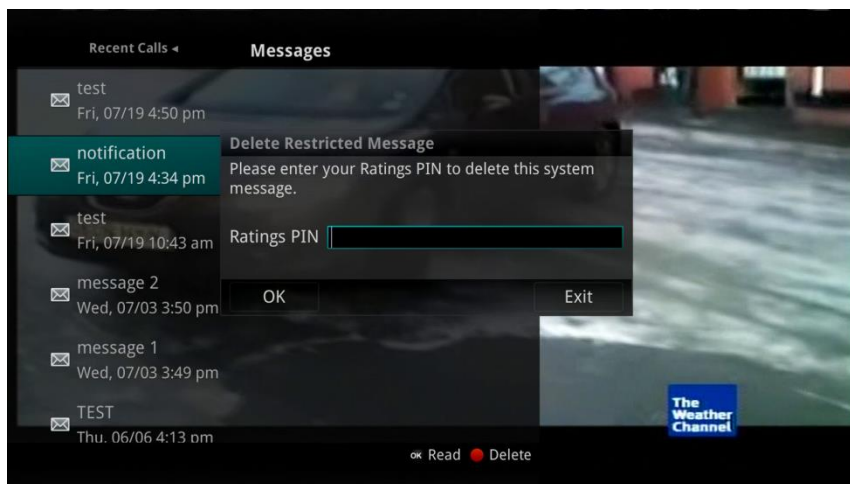 Recent Calls ◂ Messages
test
Fri, 07/19 4:50 pm
notification
Fri, 07/19 4:34 pm
test
Fri, 07/19 10:43 am
message 2
Wed, 07/03 3:50 pm
message 1
Wed, 07/03 3:49 pm
TEST
Thu, 06/06 4:13 pm
Delete Restricted Message
Please enter your Ratings PIN to delete this system
message.
Ratings PIN
OK Exit
The
Weather
Channel
OK Read Delete